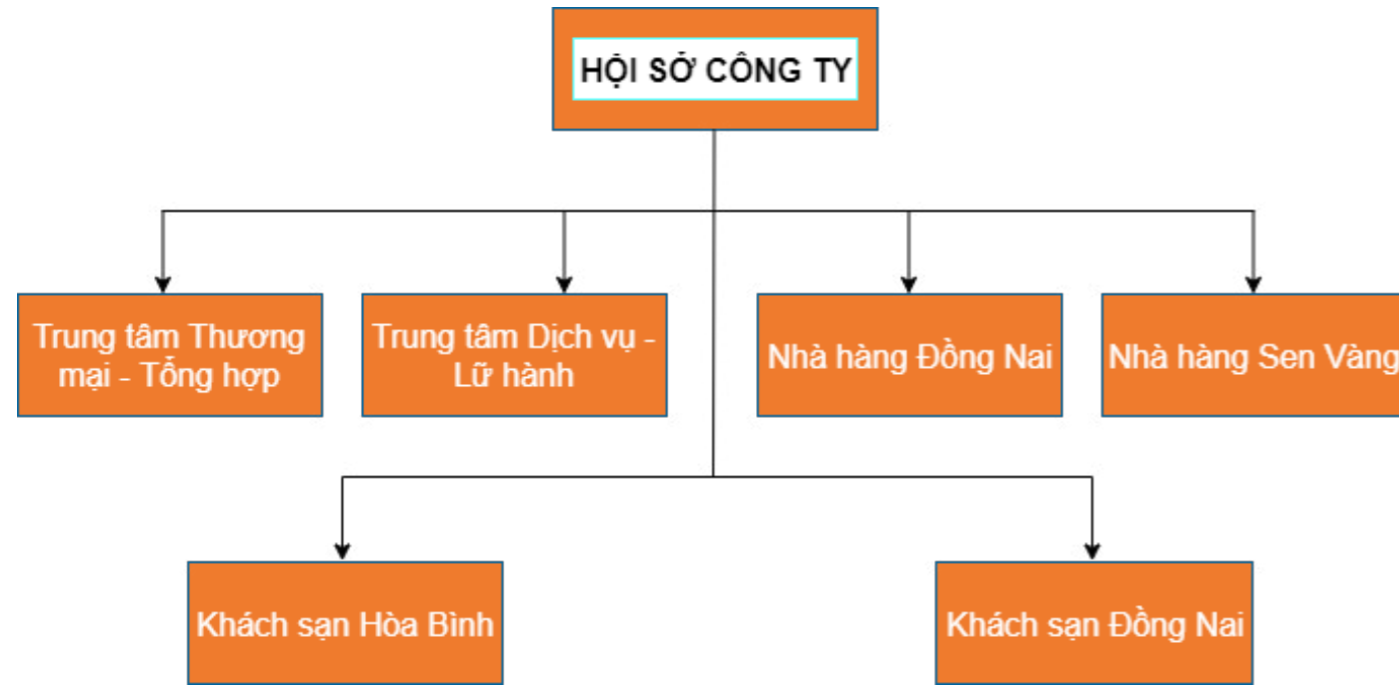 HỘI SỞ CÔNG TY
Trung tâm Thương
mại - Tổng hợp
Trung tâm Dịch vụ -
Lữ hành
Nhà hàng Đồng Nai
Nhà hàng Sen Vàng
Khách sạn Hòa Bình
Khách sạn Đồng Nai